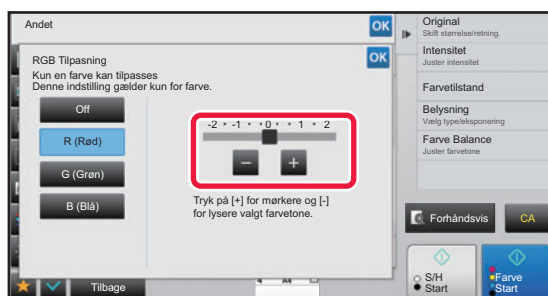 Andet
OK
RGB Tilpasning
OK
Kun en farve kan tilpasses
Denne indstilling gælder kun for farve.
Off
R (Rød)
G (Grøn)
B (Blå)
-2 • -1 • •0• • 1 • 2
− +
Tryk på [+] for mørkere og [-]
for lysere valgt farvetone.
Tilbage
A4
Original
Skift størrelse/retning.
Intensitet
Juster intensitet
Farvetilstand
Belysning
Vælg type/eksponering
Farve Balance
Juster farvetone
Forhåndsvis
CA
S/H
Start
Farve
Start